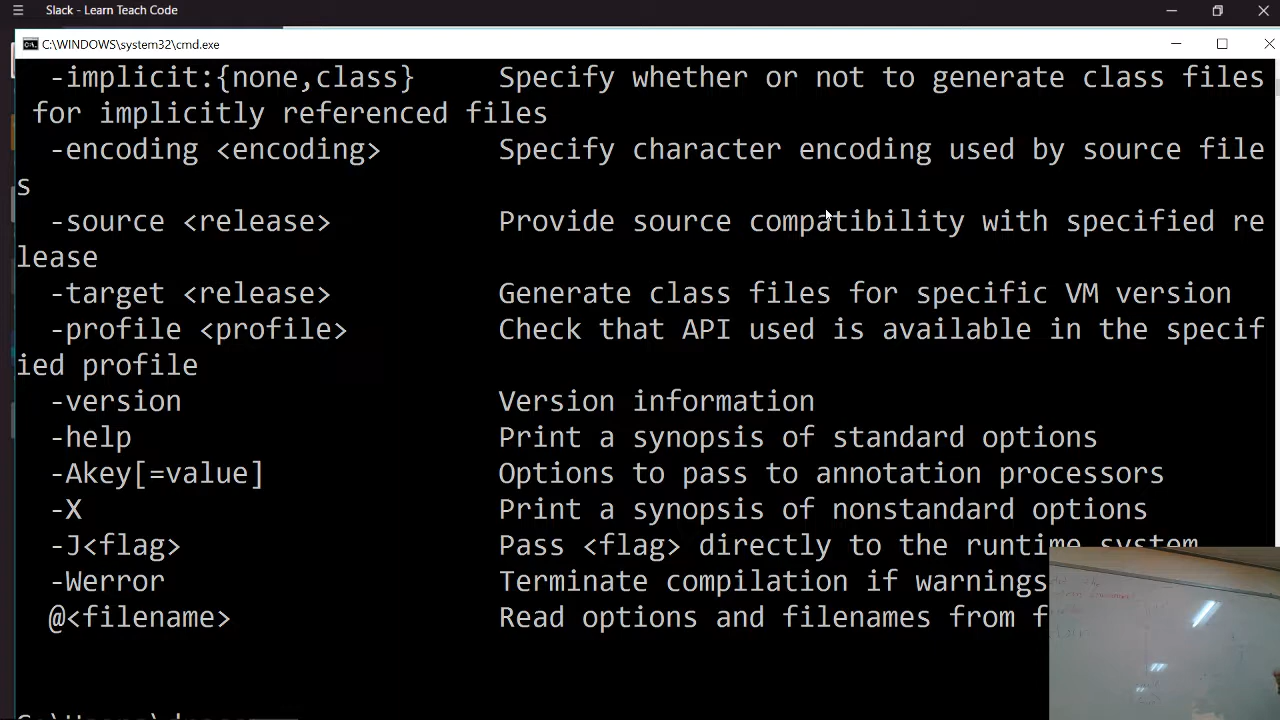 Slack - Learn Teach Code
C:\WINDOWS\system32\cmd.exe
-implicit:{none,class} Specify whether or not to generate class files
for implicitly referenced files
-encoding <encoding> Specify character encoding used by source file
s
-source <release> Provide source compatibility with specified re
lease
-target <release> Generate class files for specific VM version
-profile <profile> Check that API used is available in the specif
ied profile
-version Version information
-help Print a synopsis of standard options
-Akey[=value] Options to pass to annotation processors
-X Print a synopsis of nonstandard options
-J<flag> Pass <flag> directly to the runtime system
-Werror Terminate compilation if warnings
@<filename> Read options and filenames from f